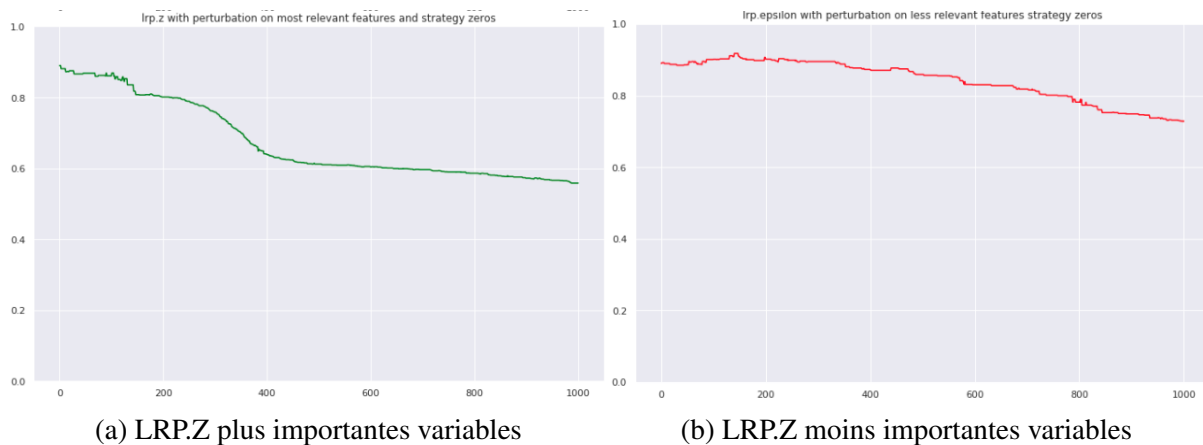 lrp.z with perturbation on most relevant features and strategy zeros
1.0
0.8
0.6
0.4
0.2
0.0
0 200 400 600 800 1000
(a) LRP.Z plus importantes variables
lrp.epsilon with perturbation on less relevant features strategy zeros
1.0
0.8
0.6
0.4
0.2
0.0
0 200 400 600 800 1000
(b) LRP.Z moins importantes variables